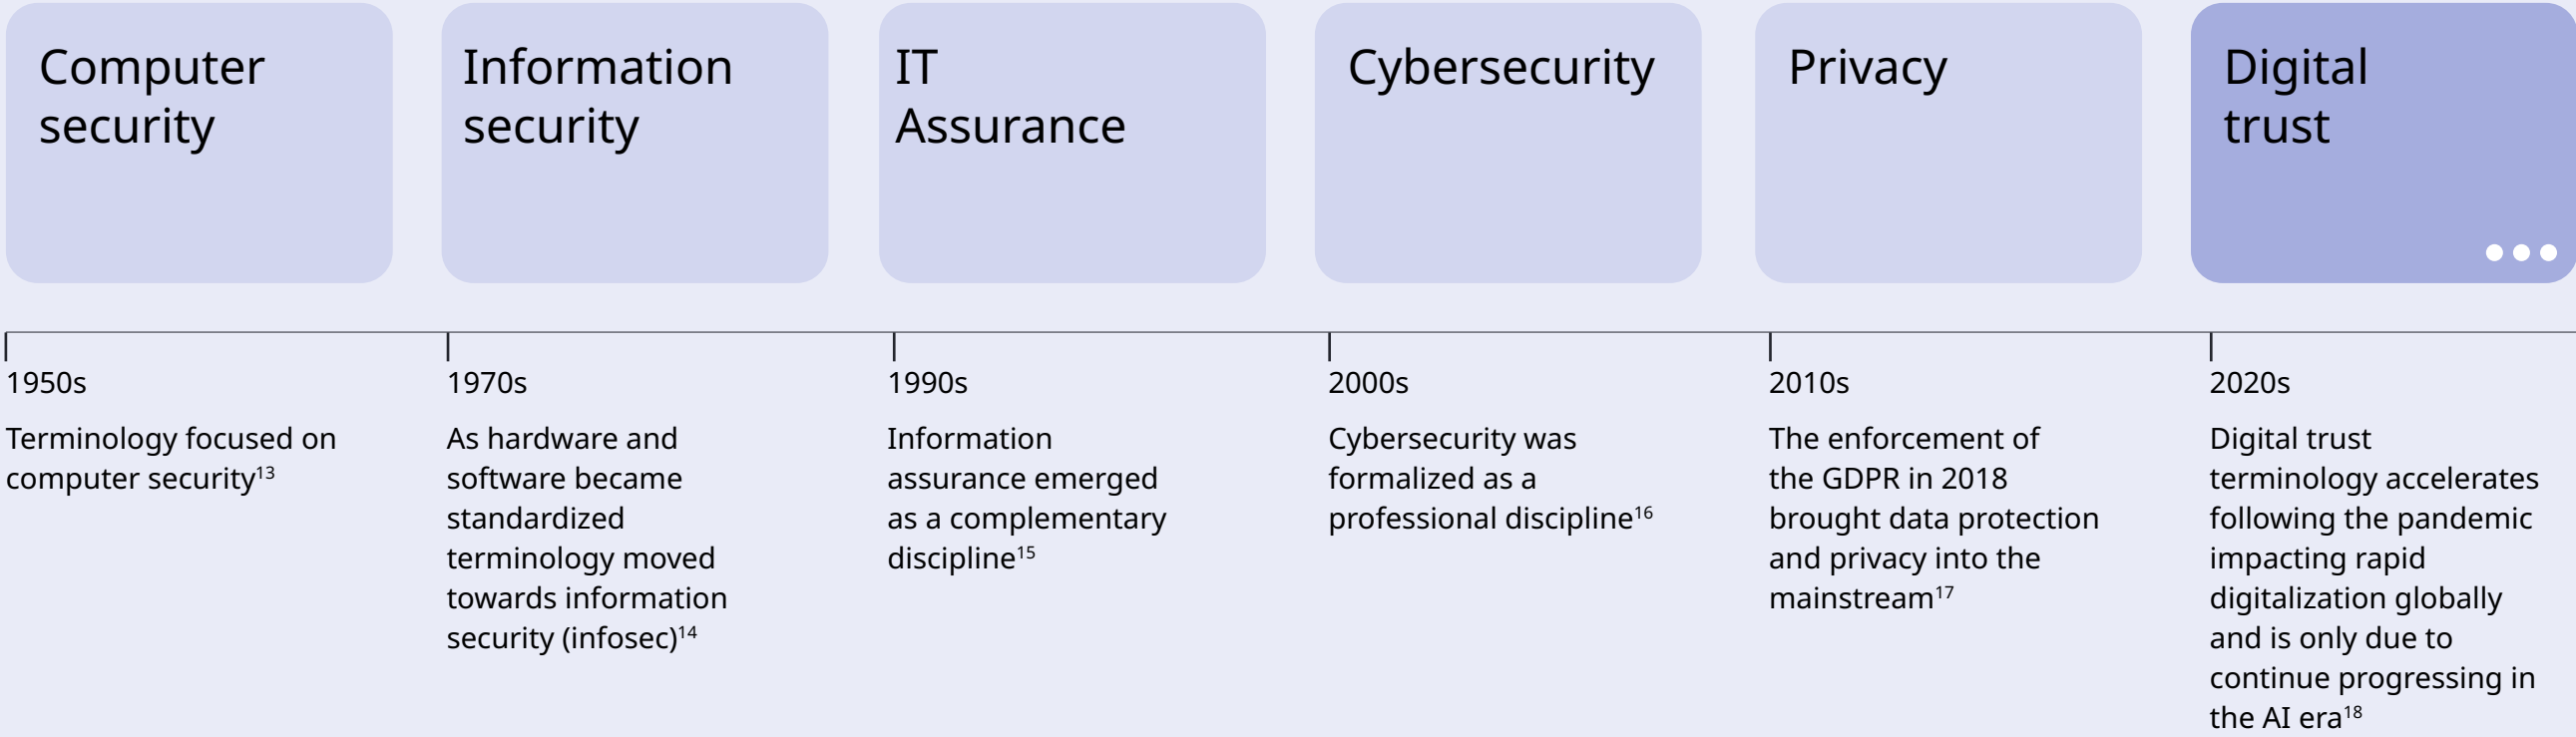 Computer
security
Information
security
IT
Assurance
Cybersecurity
Privacy
Digital
trust
1950s
Terminology focused on
computer security¹³
1970s
As hardware and
software became
standardized
terminology moved
towards information
security (infosec)¹⁴
1990s
Information
assurance emerged
as a complementary
discipline¹⁵
2000s
Cybersecurity was
formalized as a
professional discipline¹⁶
2010s
The enforcement of
the GDPR in 2018
brought data protection
and privacy into the
mainstream¹⁷
2020s
Digital trust
terminology accelerates
following the pandemic
impacting rapid
digitalization globally
and is only due to
continue progressing in
the AI era¹⁸